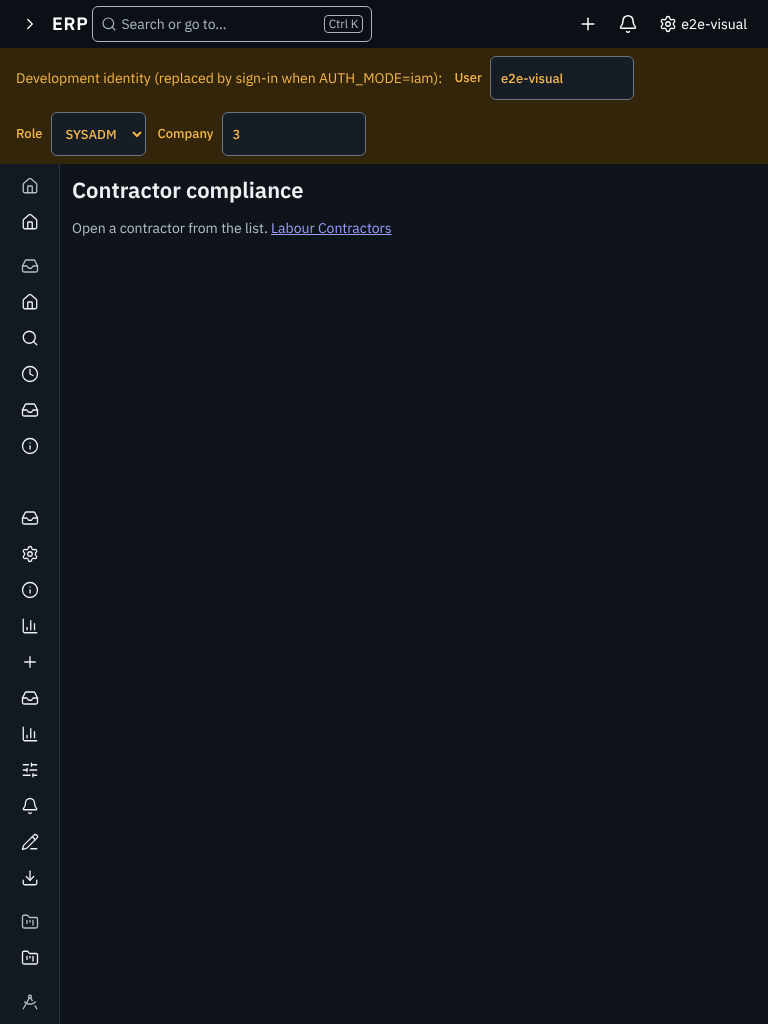 ERP Search or go to... Ctrl K e2e-visual
Development identity (replaced by sign-in when AUTH_MODE=iam): User e2e-visual
Role SYSADM Company 3
Contractor compliance
Open a contractor from the list. Labour Contractors